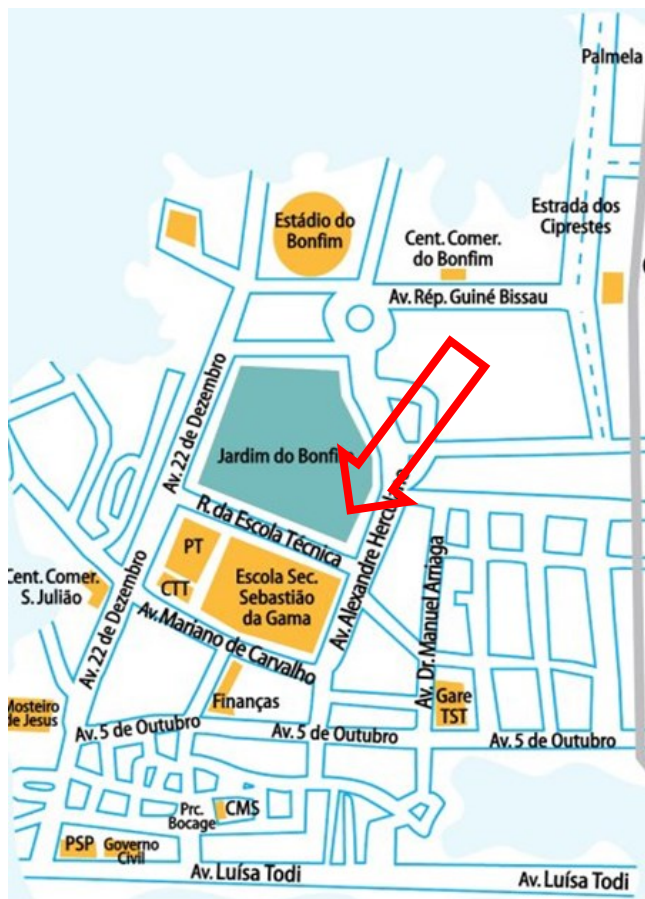 Palmela
Estrada dos
Ciprestes
Estádio do
Bonfim
Cent. Comer.
do Bonfim
Av. Rép. Guiné Bissau
Av. 22 de Dezembro
Jardim do Bonfim
R. da Escola Técnica
Av. Alexandre Herculano
PT
CTT
Escola Sec.
Sebastião
da Gama
Cent. Comer.
S. Julião
Av. 22 de Dezembro
Av. Mariano de Carvalho
Av. Dr. Manuel Arriaga
Finanças
Gare
TST
Mosteiro
de Jesus
Av. 5 de Outubro
Av. 5 de Outubro
Av. 5 de Outubro
Prc.
Bocage
CMS
PSP
Governo
Civil
Av. Luísa Todi
Av. Luísa Todi